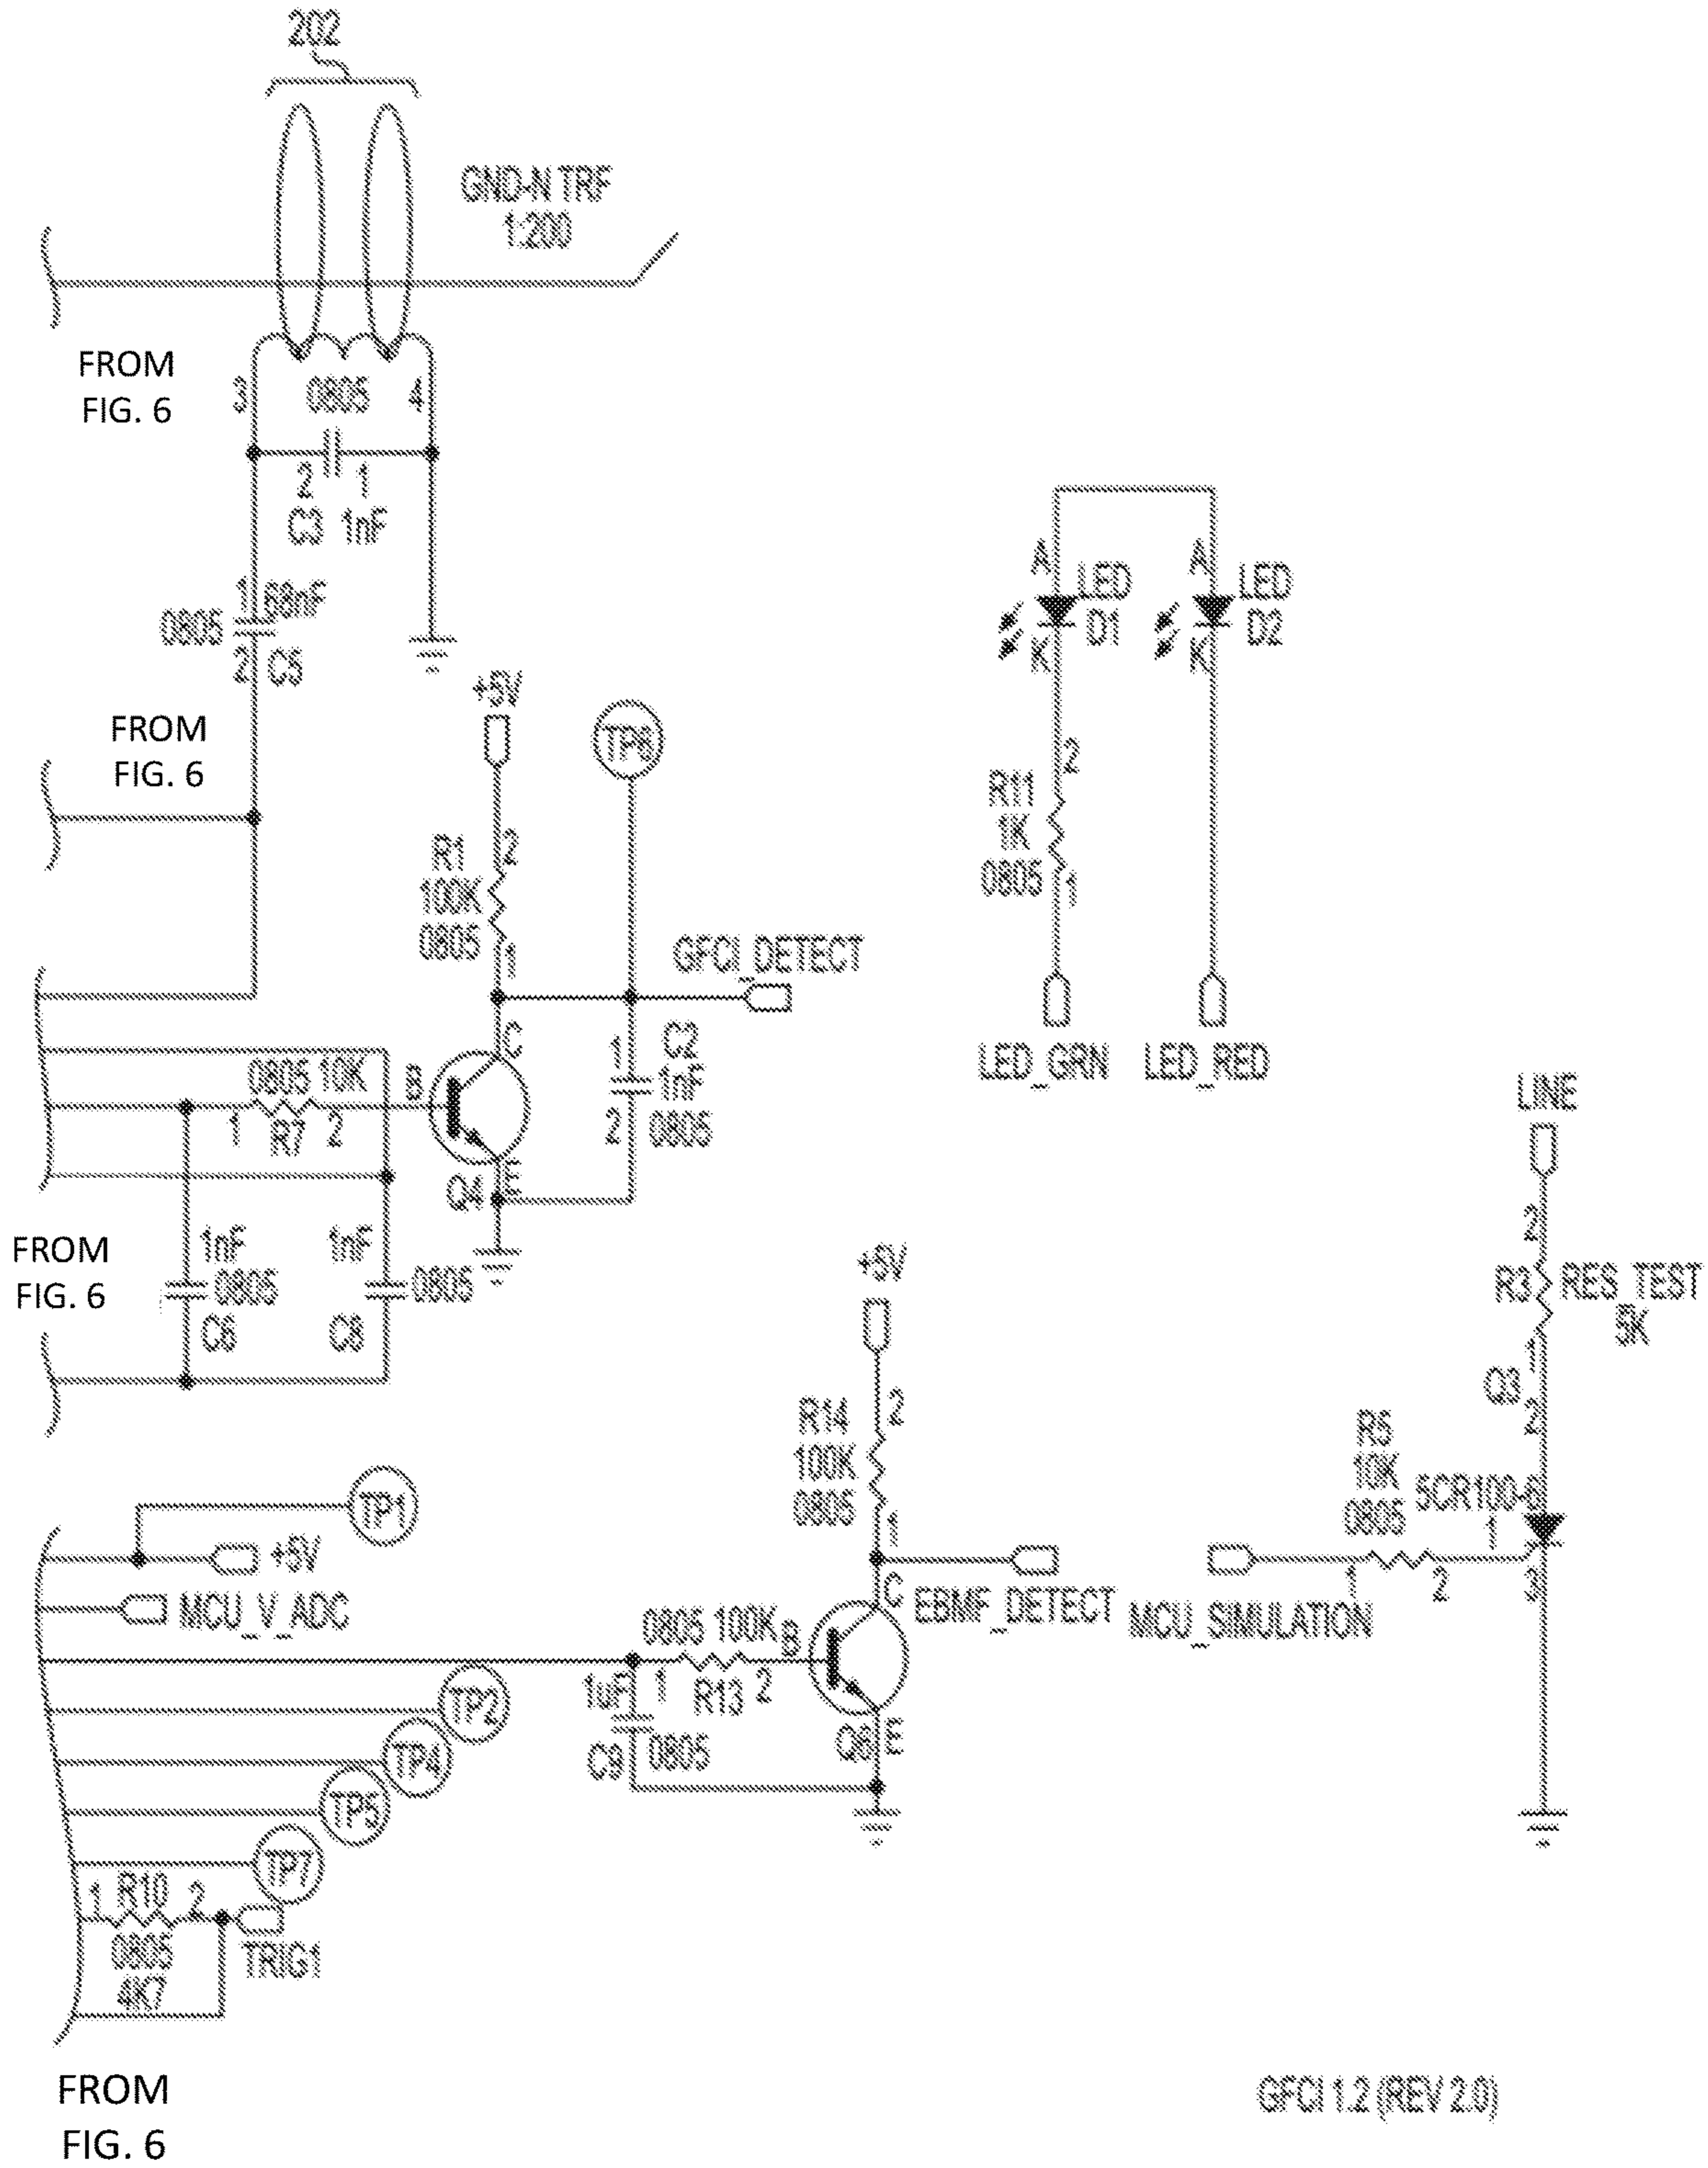 202
GND-N TRF
1:200
FROM
FIG. 6
3
0805
4
2
1
C3 1nF
1
68nF
0805
2
C5
FROM
FIG. 6
+5V
TP6
R1
100K
0805
2
1
GFCI_DETECT
A
LED
D1
K
A
LED
D2
K
2
R11
1K
0805
1
LED_GRN
LED_RED
0805 10K
1
R7
2
B
C
E
Q4
1
C2
1nF
0805
2
FROM
FIG. 6
1nF
0805
C6
1nF
0805
C8
LINE
2
R3
RES_TEST
5K
1
Q3
2
R5
10K
0805
5CR100-6
1
3
1
2
MCU_SIMULATION
+5V
R14
100K
0805
2
1
EBMF_DETECT
TP1
+5V
MCU_V_ADC
0805 100K
1
R13
2
B
C
E
Q6
1uF
0805
C9
TP2
TP4
TP5
TP7
1
R10
2
0805
4K7
TRIG1
FROM
FIG. 6
GFCI 1.2 (REV 2.0)